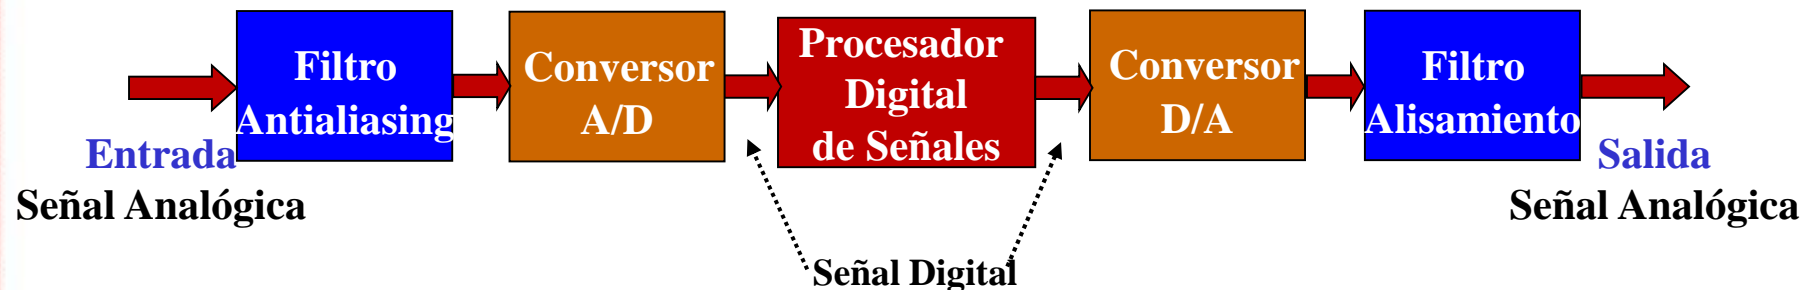 Filtro
Antialiasing
Conversor
A/D
Procesador
Digital
de Señales
Conversor
D/A
Filtro
Alisamiento
Entrada
Señal Analógica
Salida
Señal Analógica
Señal Digital